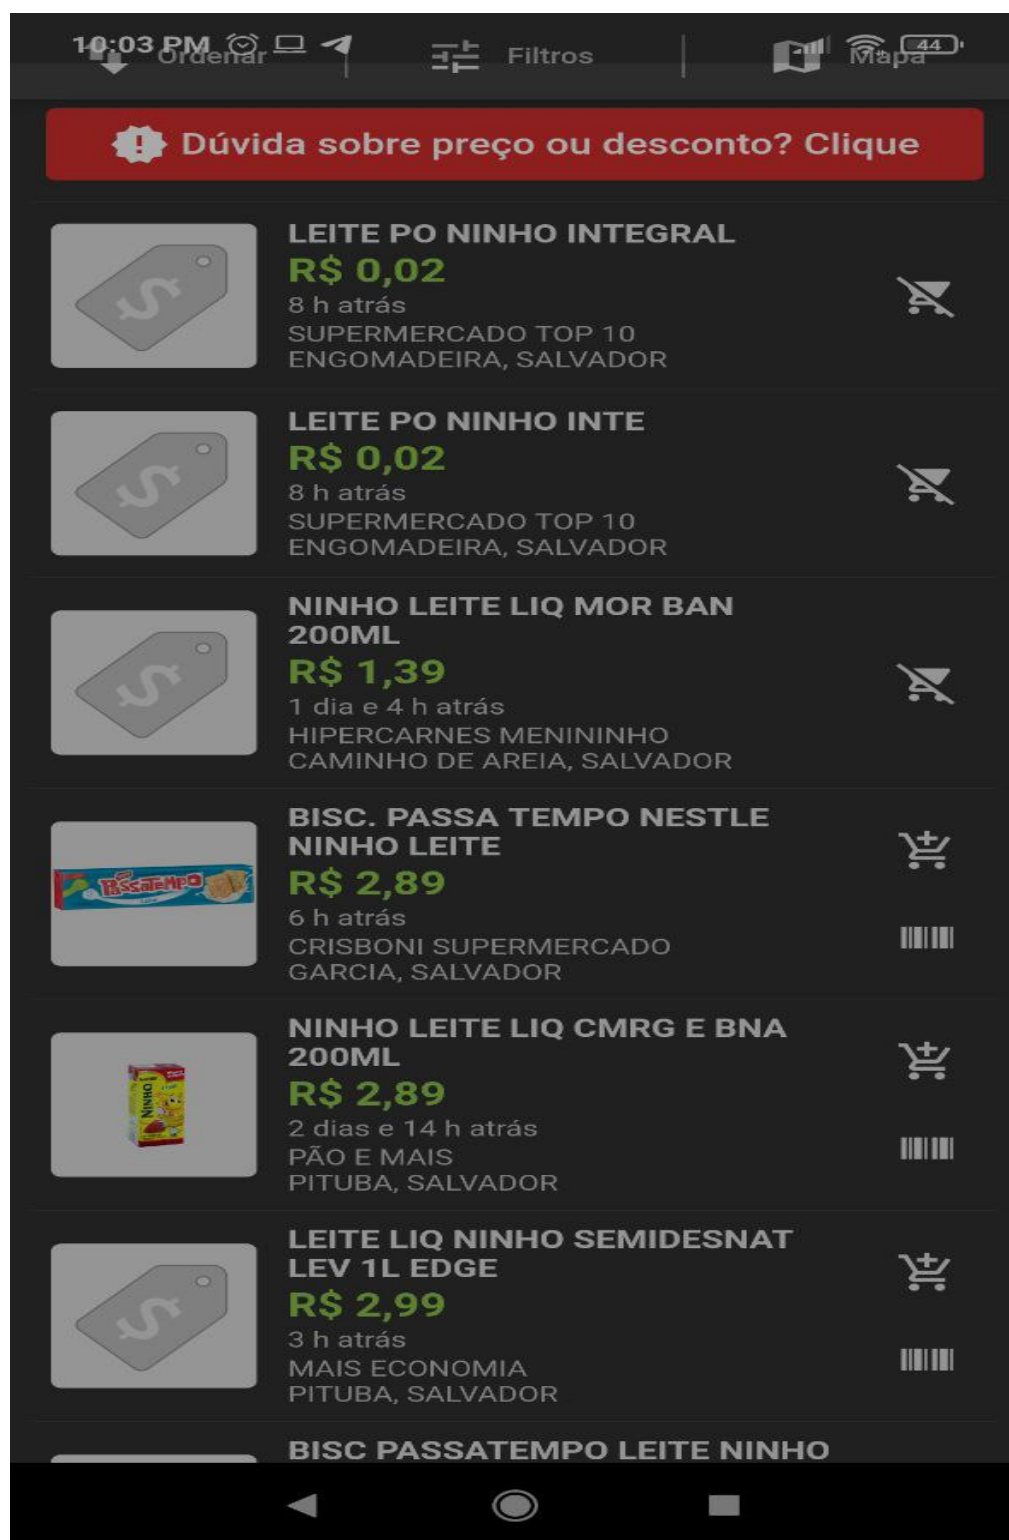 10:03 PM
44
Ordenar
Filtros
Mapa
Dúvida sobre preço ou desconto? Clique
LEITE PO NINHO INTEGRAL
R$ 0,02
8 h atrás
SUPERMERCADO TOP 10
ENGOMADEIRA, SALVADOR
LEITE PO NINHO INTE
R$ 0,02
8 h atrás
SUPERMERCADO TOP 10
ENGOMADEIRA, SALVADOR
NINHO LEITE LIQ MOR BAN
200ML
R$ 1,39
1 dia e 4 h atrás
HIPERCARNES MENININHO
CAMINHO DE AREIA, SALVADOR
PASSATEMPO
BISC. PASSA TEMPO NESTLE
NINHO LEITE
R$ 2,89
6 h atrás
CRISBONI SUPERMERCADO
GARCIA, SALVADOR
NINHO
NINHO LEITE LIQ CMRG E BNA
200ML
R$ 2,89
2 dias e 14 h atrás
PÃO E MAIS
PITUBA, SALVADOR
LEITE LIQ NINHO SEMIDESNAT
LEV 1L EDGE
R$ 2,99
3 h atrás
MAIS ECONOMIA
PITUBA, SALVADOR
BISC PASSATEMPO LEITE NINHO